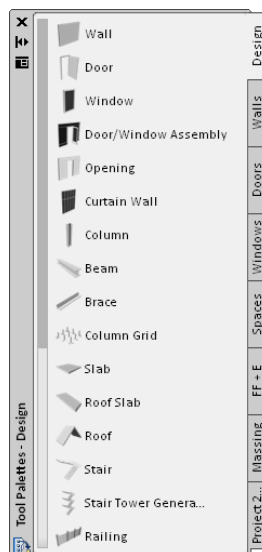 Wall
Door
Window
Door/Window Assembly
Opening
Curtain Wall
Column
Beam
Brace
Column Grid
Slab
Roof Slab
Roof
Stair
Stair Tower Genera...
Railing
Design
Walls
Doors
Windows
Spaces
FF + E
Massing
Project 2...
Tool Palettes - Design